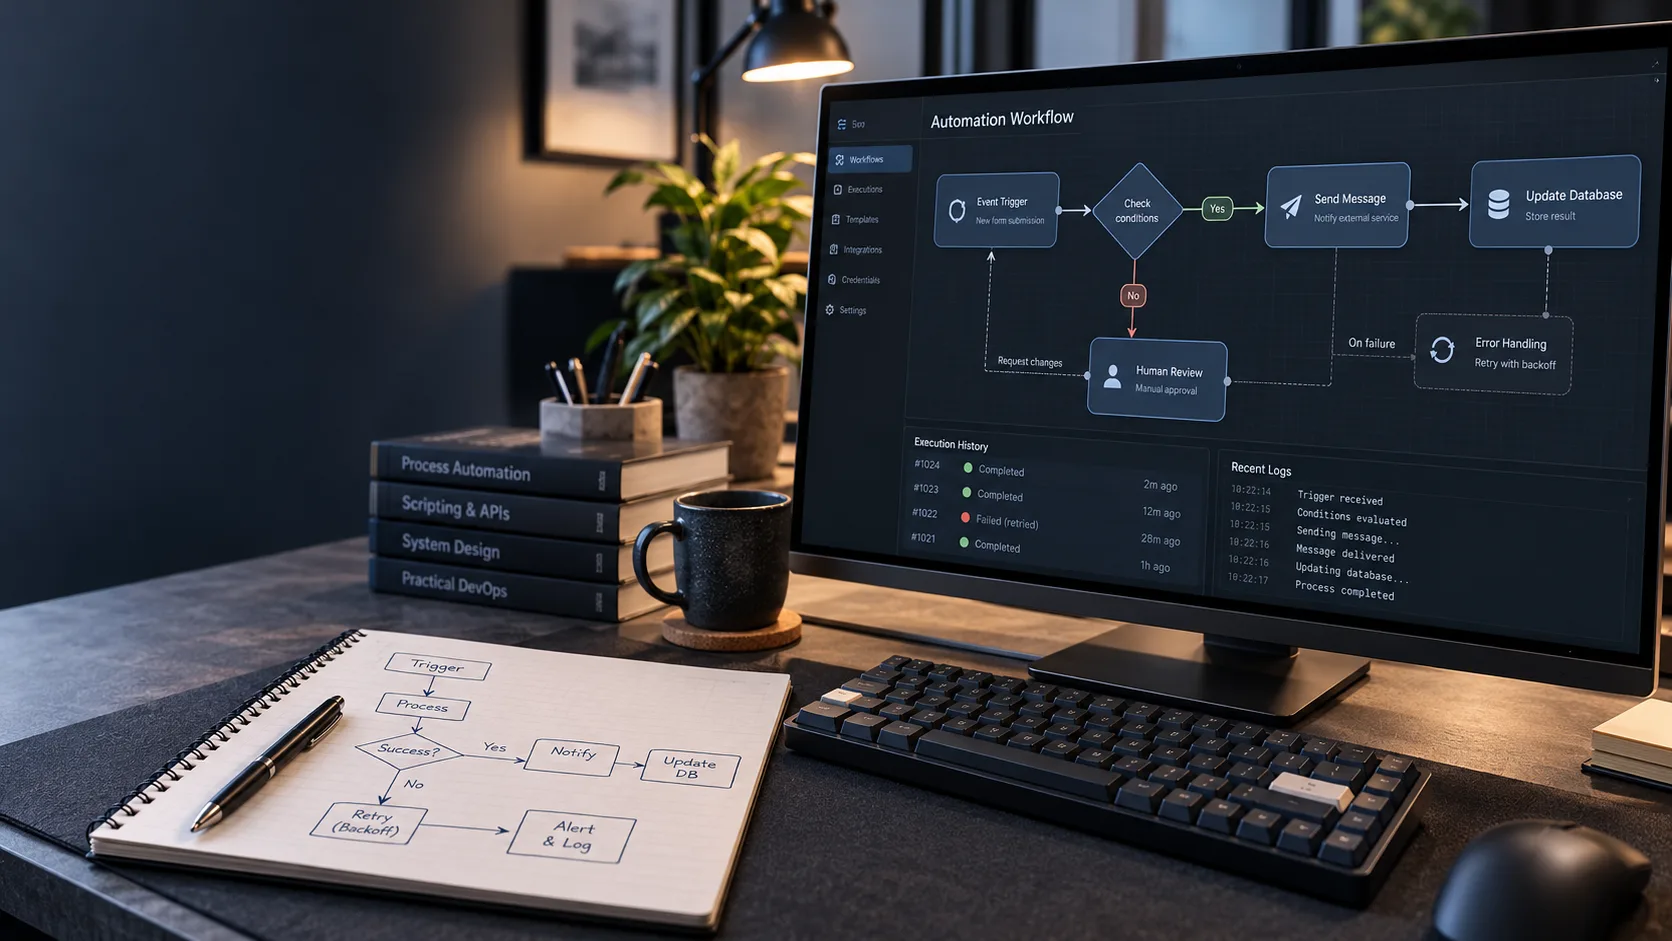 Automation Workflow
Workflows
Executions
Templates
Integrations
Credentials
Settings
Event Trigger
New form submission
Check
conditions
Yes
Send Message
Notify external service
Update Database
Store result
No
Request changes
Human Review
Manual approval
On failure
Error Handling
Retry with backoff
Execution History
#1024 Completed 2m ago
#1023 Completed 12m ago
#1022 Failed (retried) 28m ago
#1021 Completed 1h ago
Recent Logs
10:22:14 Trigger received
10:22:15 Conditions evaluated
10:22:15 Sending message...
10:22:16 Message delivered
10:22:16 Updating database...
10:22:17 Process completed
Process Automation
Scripting & APIs
System Design
Practical DevOps
Trigger
Process
Success?
Yes
Notify
Update
DB
No
Retry
(Backoff)
Alert
& Log